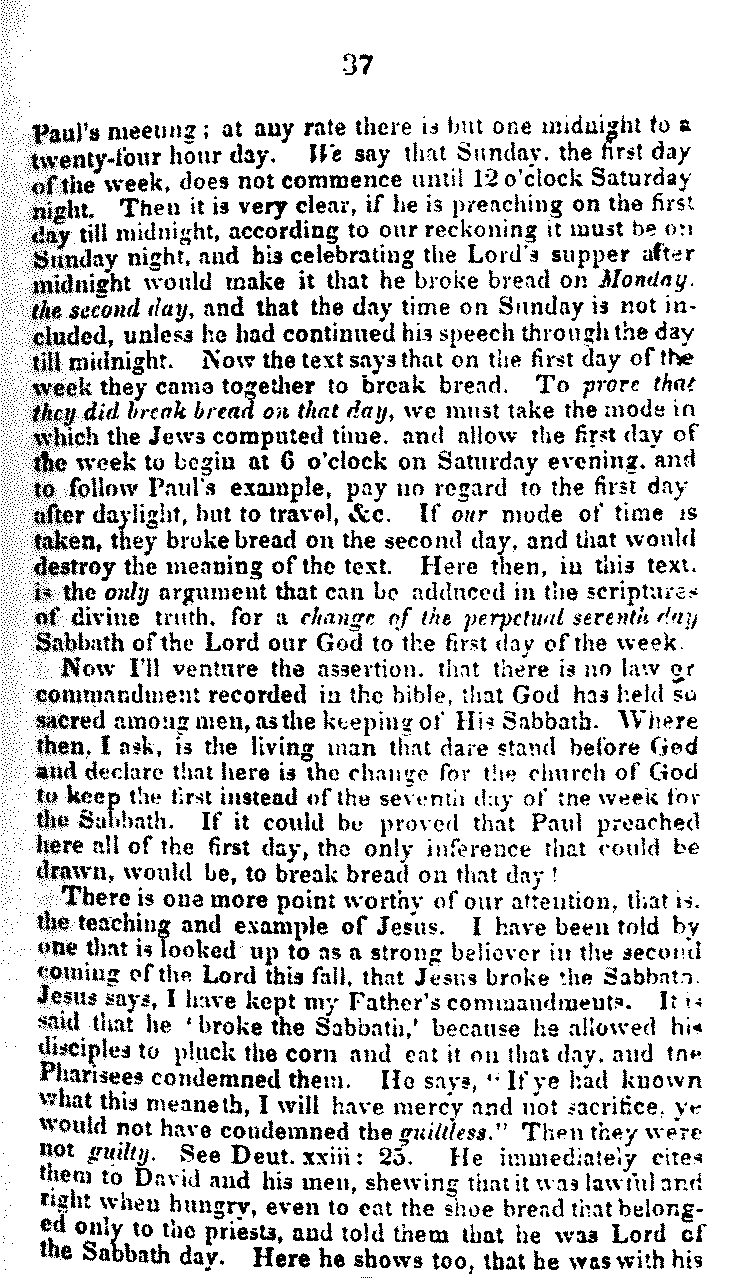 37
Paul's meeting; at any rate there is but one midnight to a
twenty-four hour day. We say that Sunday, the first day
of the week, does not commence until 12 o'clock Saturday
night. Then it is very clear, if he is preaching on the first
day till midnight, according to our reckoning it must be on
Sunday night, and his celebrating the Lord's supper after
midnight would make it that he broke bread on Monday,
the second day, and that the day time on Sunday is not in-
cluded, unless he had continued his speech through the day
till midnight. Now the text says that on the first day of the
week they came together to break bread. To prove that
they did break bread on that day, we must take the mode in
which the Jews computed time, and allow the first day of
the week to begin at 6 o'clock on Saturday evening, and
to follow Paul's example, pay no regard to the first day
after daylight, but to travel, &c. If our mode of time is
taken, they broke bread on the second day, and that would
destroy the meaning of the text. Here then, in this text,
is the only argument that can be adduced in the scriptures
of divine truth, for a change of the perpetual seventh day
Sabbath of the Lord our God to the first day of the week.
Now I'll venture the assertion, that there is no law or
commandment recorded in the bible, that God has held so
sacred among men, as the keeping of His Sabbath. Where
then, I ask, is the living man that dare stand before God
and declare that here is the change for the church of God
to keep the first instead of the seventh day of the week for
the Sabbath. If it could be proved that Paul preached
here all of the first day, the only inference that could be
drawn, would be, to break bread on that day!
There is one more point worthy of our attention, that is,
the teaching and example of Jesus. I have been told by
one that is looked up to as a strong believer in the second
coming of the Lord this fall, that Jesus broke the Sabbath.
Jesus says, I have kept my Father's commandments. It is
said that he 'broke the Sabbath,' because he allowed his
disciples to pluck the corn and eat it on that day, and the
Pharisees condemned them. He says, "If ye had known
what this meaneth, I will have mercy and not sacrifice, ye
would not have condemned the guiltless." Then they were
not guilty. See Deut. xxiii: 25. He immediately cites
them to David and his men, shewing that it was lawful and
right when hungry, even to eat the shoe bread that belong-
ed only to the priests, and told them that he was Lord of
the Sabbath day. Here he shows too, that he was with his